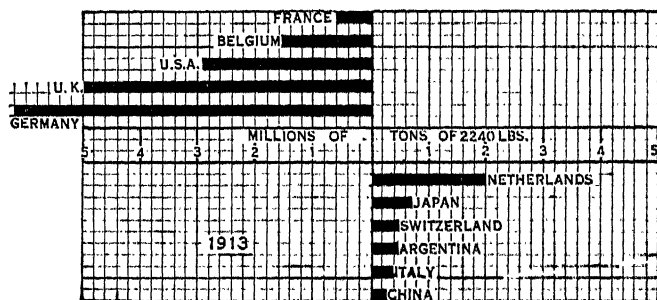 FRANCE
BELGIUM
U.S.A.
U.K.
GERMANY
MILLIONS OF TONS OF 2240 LBS.
5 4 3 2 1 1 2 3 4 5
NETHERLANDS
JAPAN
SWITZERLAND
1913
ARGENTINA
ITALY
CHINA